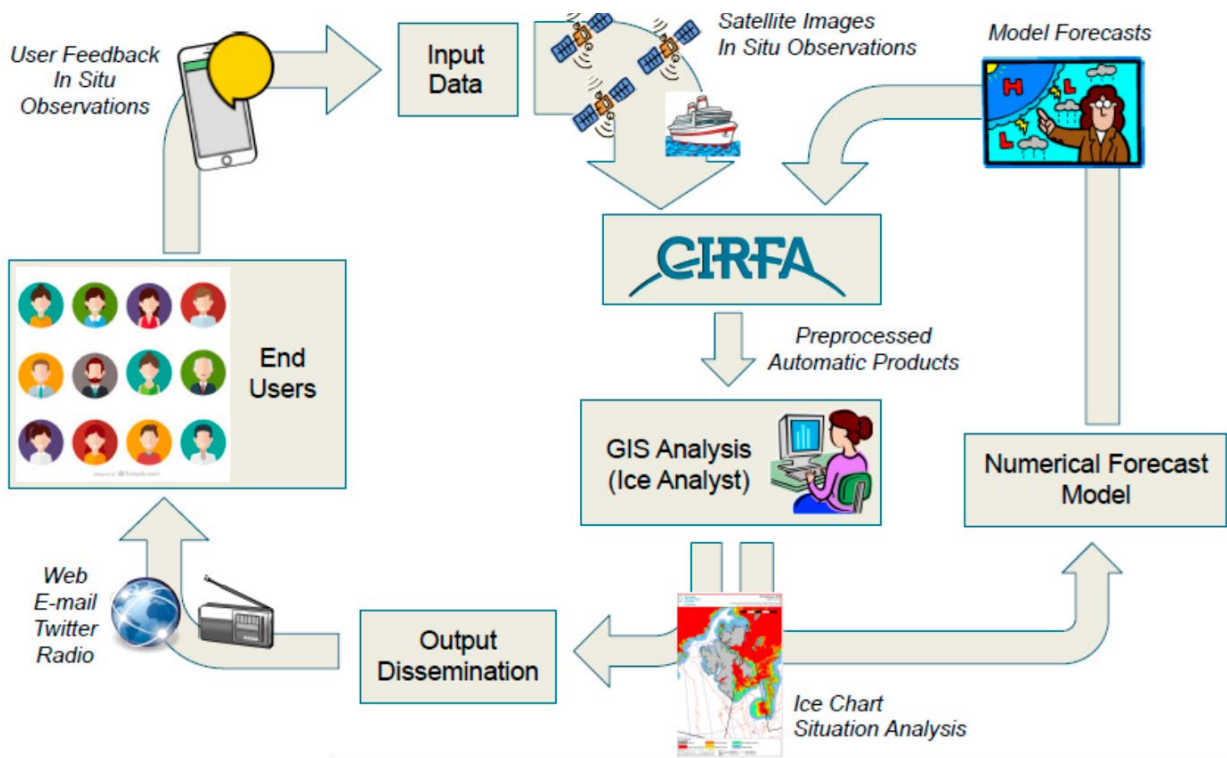 User Feedback
In Situ
Observations
Input
Data
Satellite Images
In Situ Observations
Model Forecasts
H
L
L
CIRFA
Preprocessed
Automatic Products
End
Users
GIS Analysis
(Ice Analyst)
Numerical Forecast
Model
Web
E-mail
Twitter
Radio
Output
Dissemination
Ice Chart
Situation Analysis